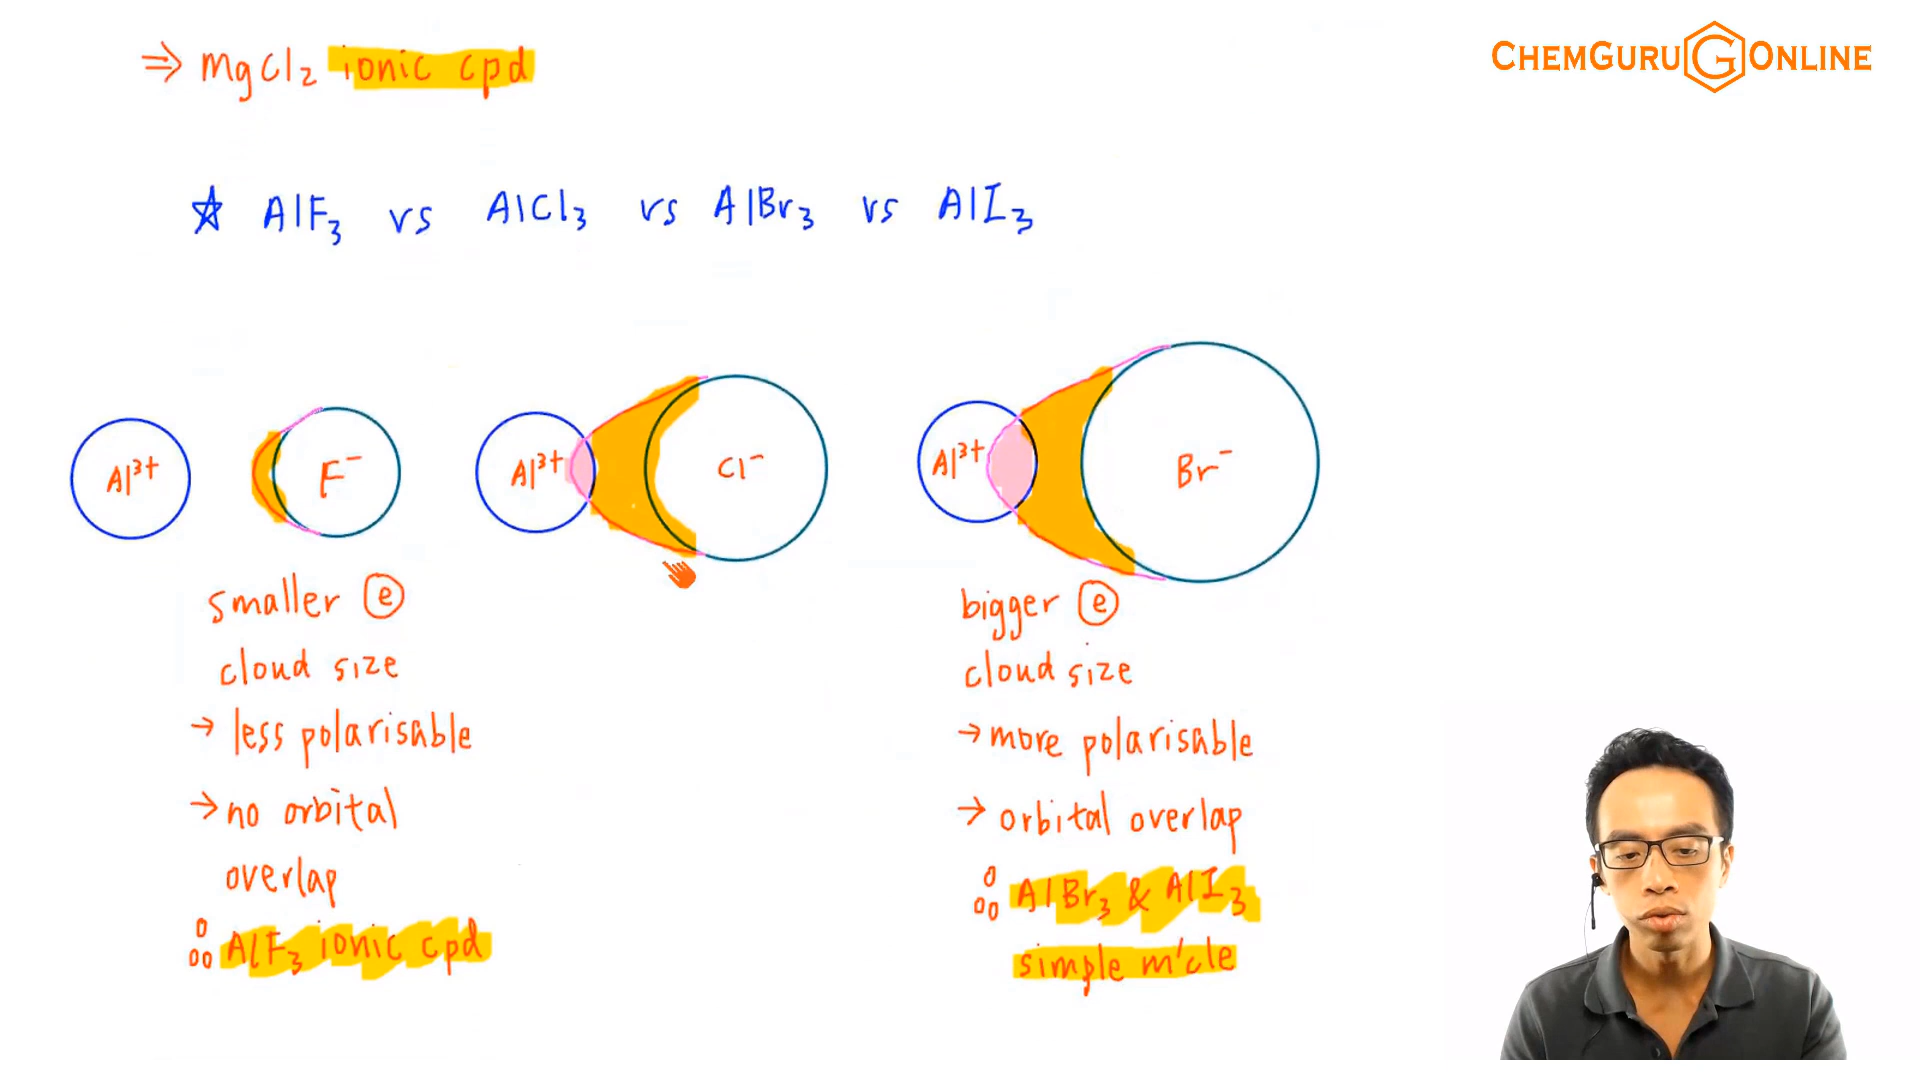 ⇒ MgCl₂ ionic cpd
CHEMGURU G ONLINE
☆ AlF₃ vs AlCl₃ vs AlBr₃ vs AlI₃
Al³⁺ F⁻ Al³⁺ Cl⁻ Al³⁺ Br⁻
smaller ⓔ
cloud size
→ less polarisable
→ no orbital
overlap
∴ AlF₃ ionic cpd
bigger ⓔ
cloud size
→ more polarisable
→ orbital overlap
∴ AlBr₃ & AlI₃
simple m'cle